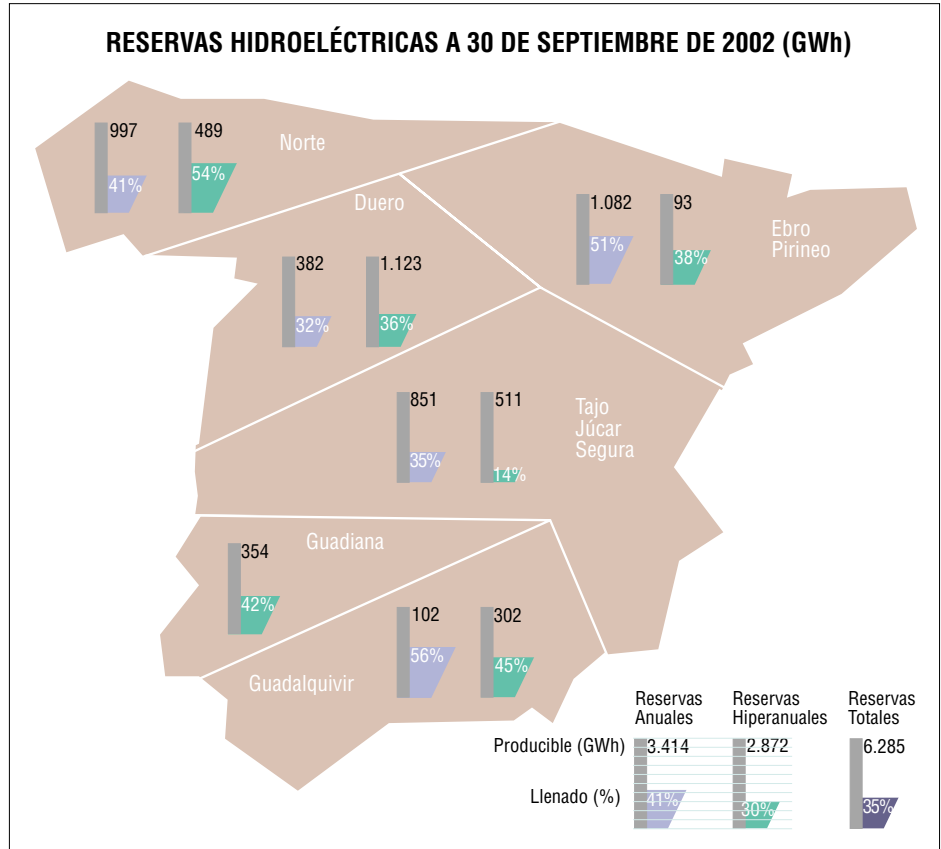 RESERVAS HIDROELÉCTRICAS A 30 DE SEPTIEMBRE DE 2002 (GWh)
997
489
Norte
41%
54%
Duero
1.082
93
Ebro
Pirineo
51%
38%
382
1.123
32%
36%
851
511
Tajo
Júcar
Segura
35%
14%
Guadiana
354
42%
102
302
56%
45%
Guadalquivir
Reservas
Anuales
Reservas
Hiperanuales
Reservas
Totales
Producible (GWh)
3.414
2.872
6.285
Llenado (%)
41%
30%
35%